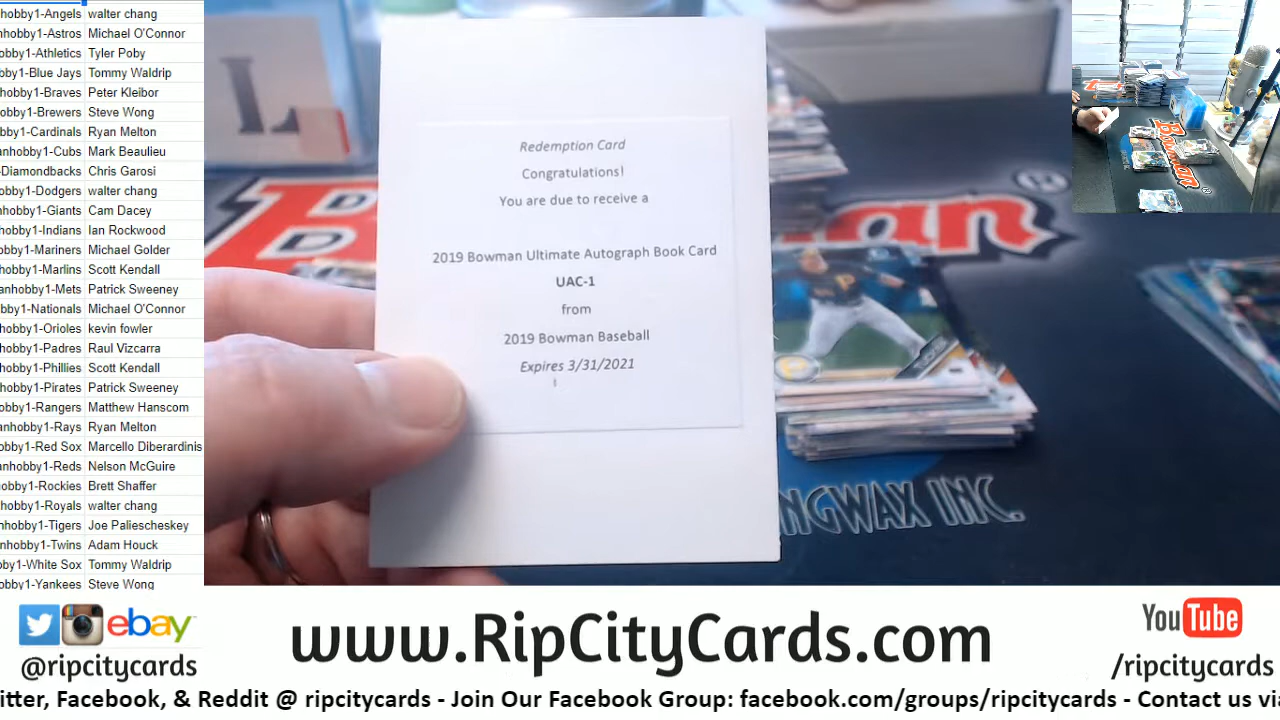 hobby1-Angels walter chang
nhobby1-Astros Michael O'Connor
obby1-Athletics Tyler Poby
bby1-Blue Jays Tommy Waldrip
hobby1-Braves Peter Kleibor
obby1-Brewers Steve Wong
bby1-Cardinals Ryan Melton
anhobby1-Cubs Mark Beaulieu
-Diamondbacks Chris Garosi
obby1-Dodgers walter chang
nhobby1-Giants Cam Dacey
hobby1-Indians Ian Rockwood
obby1-Mariners Michael Golder
hobby1-Marlins Scott Kendall
anhobby1-Mets Patrick Sweeney
bby1-Nationals Michael O'Connor
hobby1-Orioles kevin fowler
hobby1-Padres Raul Vizcarra
hobby1-Phillies Scott Kendall
hobby1-Pirates Patrick Sweeney
obby1-Rangers Matthew Hanscom
anhobby1-Rays Ryan Melton
obby1-Red Sox Marcello Diberardinis
anhobby1-Reds Nelson McGuire
hobby1-Rockies Brett Shaffer
hobby1-Royals walter chang
nhobby1-Tigers Joe Paliescheskey
anhobby1-Twins Adam Houck
bby1-White Sox Tommy Waldrip
obby1-Yankees Steve Wong
Redemption Card
Congratulations!
You are due to receive a
2019 Bowman Ultimate Autograph Book Card
UAC-1
from
2019 Bowman Baseball
Expires 3/31/2021
NGWAX INC.
ebay
@ripcitycards
www.RipCityCards.com
YouTube
/ripcitycards
itter, Facebook, & Reddit @ ripcitycards - Join Our Facebook Group: facebook.com/groups/ripcitycards - Contact us via